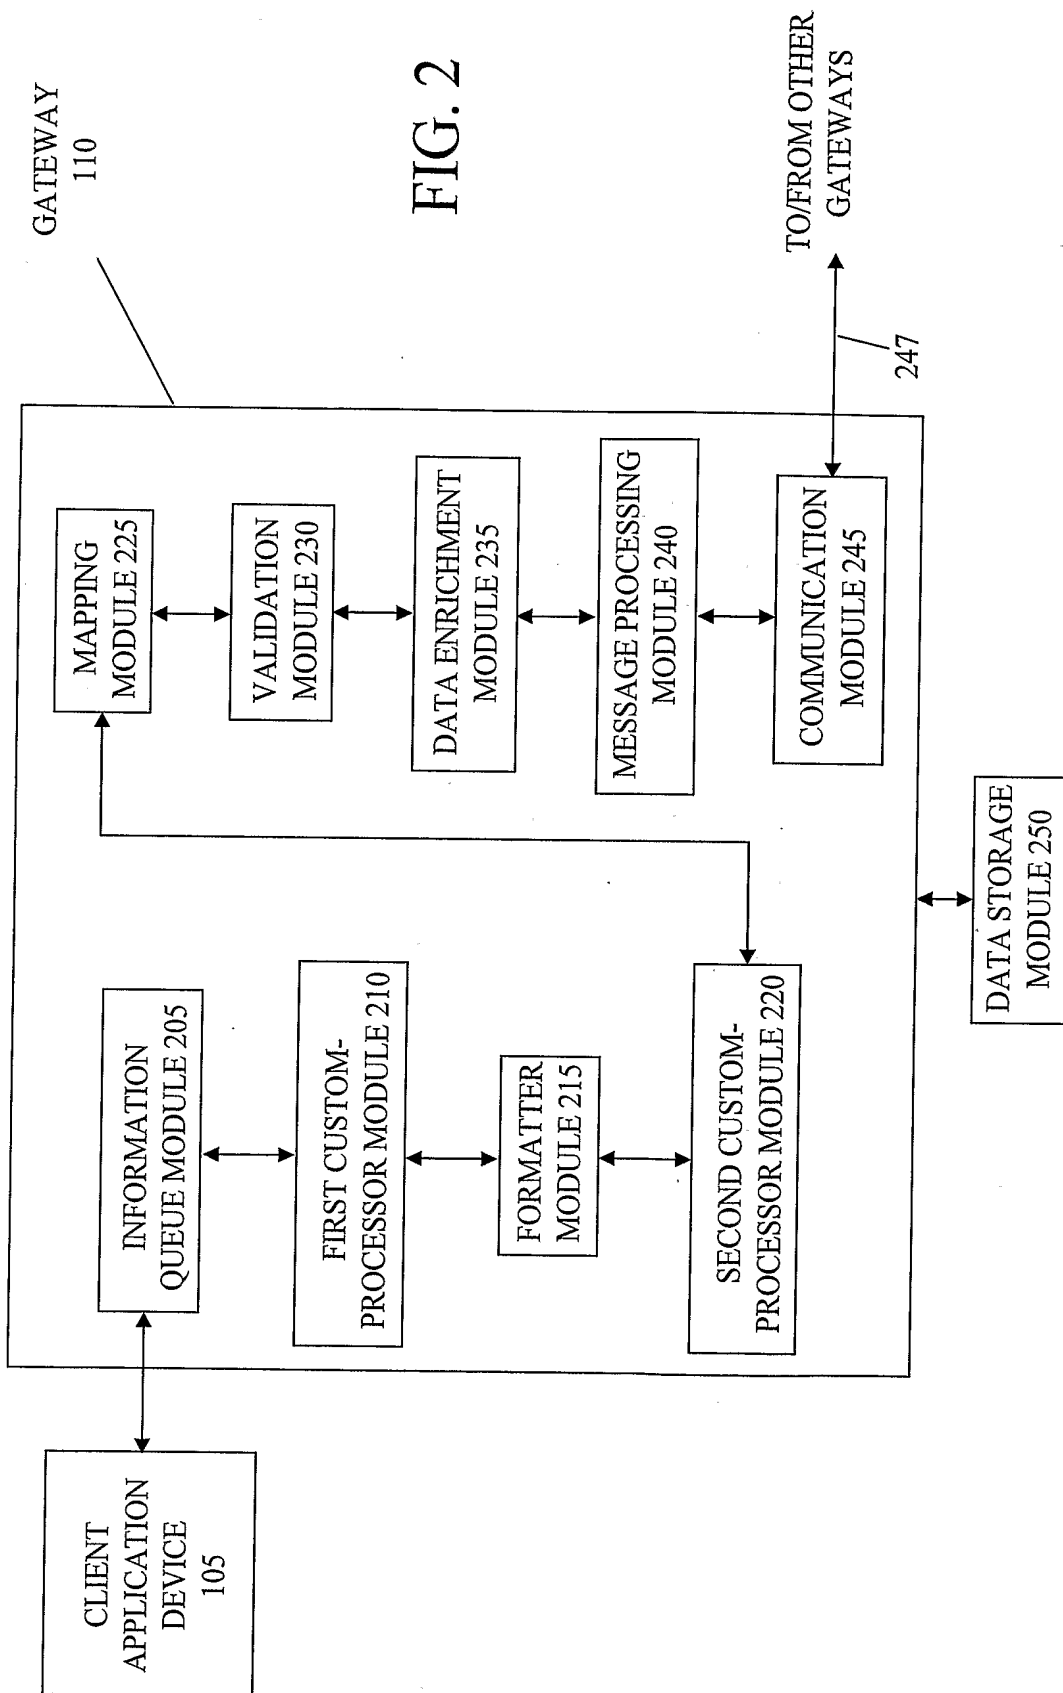 GATEWAY
110
CLIENT
APPLICATION
DEVICE
105
INFORMATION
QUEUE MODULE 205
FIRST CUSTOM-
PROCESSOR MODULE 210
FORMATTER
MODULE 215
SECOND CUSTOM-
PROCESSOR MODULE 220
MAPPING
MODULE 225
VALIDATION
MODULE 230
DATA ENRICHMENT
MODULE 235
MESSAGE PROCESSING
MODULE 240
COMMUNICATION
MODULE 245
247
TO/FROM OTHER
GATEWAYS
DATA STORAGE
MODULE 250
FIG. 2